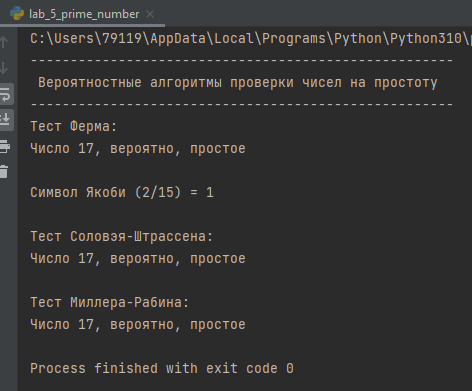 lab_5_prime_number
C:\Users\79119\AppData\Local\Programs\Python\Python310\
-----------------------------------------------------
Вероятностные алгоритмы проверки чисел на простоту
-----------------------------------------------------
Тест Ферма:
Число 17, вероятно, простое
Символ Якоби (2/15) = 1
Тест Соловэя-Штрассена:
Число 17, вероятно, простое
Тест Миллера-Рабина:
Число 17, вероятно, простое
Process finished with exit code 0